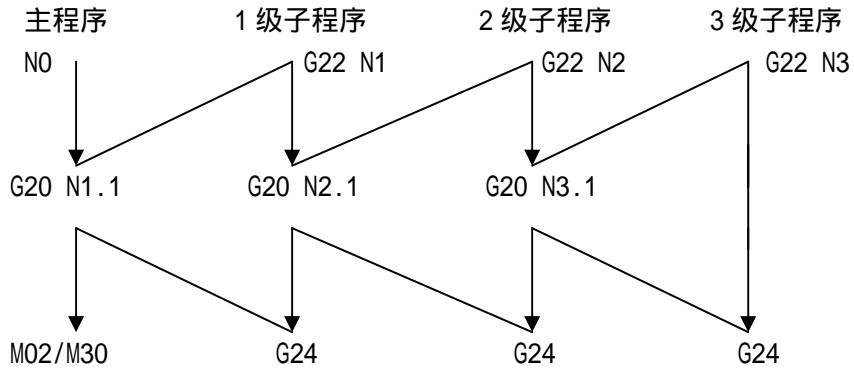 主程序 1 级子程序 2 级子程序 3 级子程序
N0 G22 N1 G22 N2 G22 N3
G20 N1.1 G20 N2.1 G20 N3.1
M02/M30 G24 G24 G24